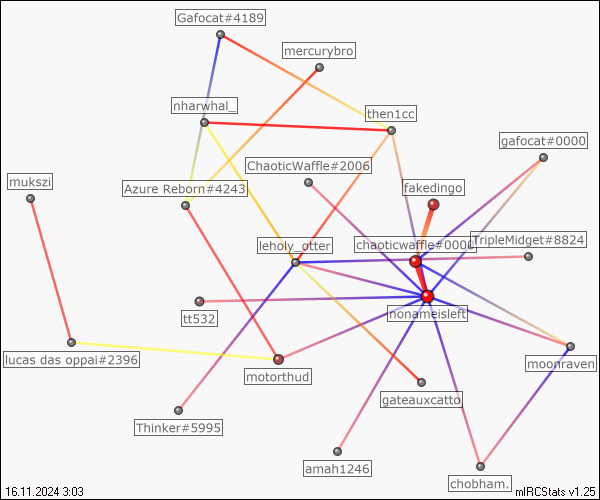 Gafocat#4189
mercurybro
nharwhal_
then1cc
gafocat#0000
ChaoticWaffle#2006
mukszi
Azure Reborn#4243
fakedingo
leholy_otter
chaoticwaffle#0000
TripleMidget#8824
tt532
nonameisleft
lucas das oppai#2396
motorthud
moonraven
gateauxcatto
Thinker#5995
amah1246
chobham.
16.11.2024 3:03
mIRCStats v1.25